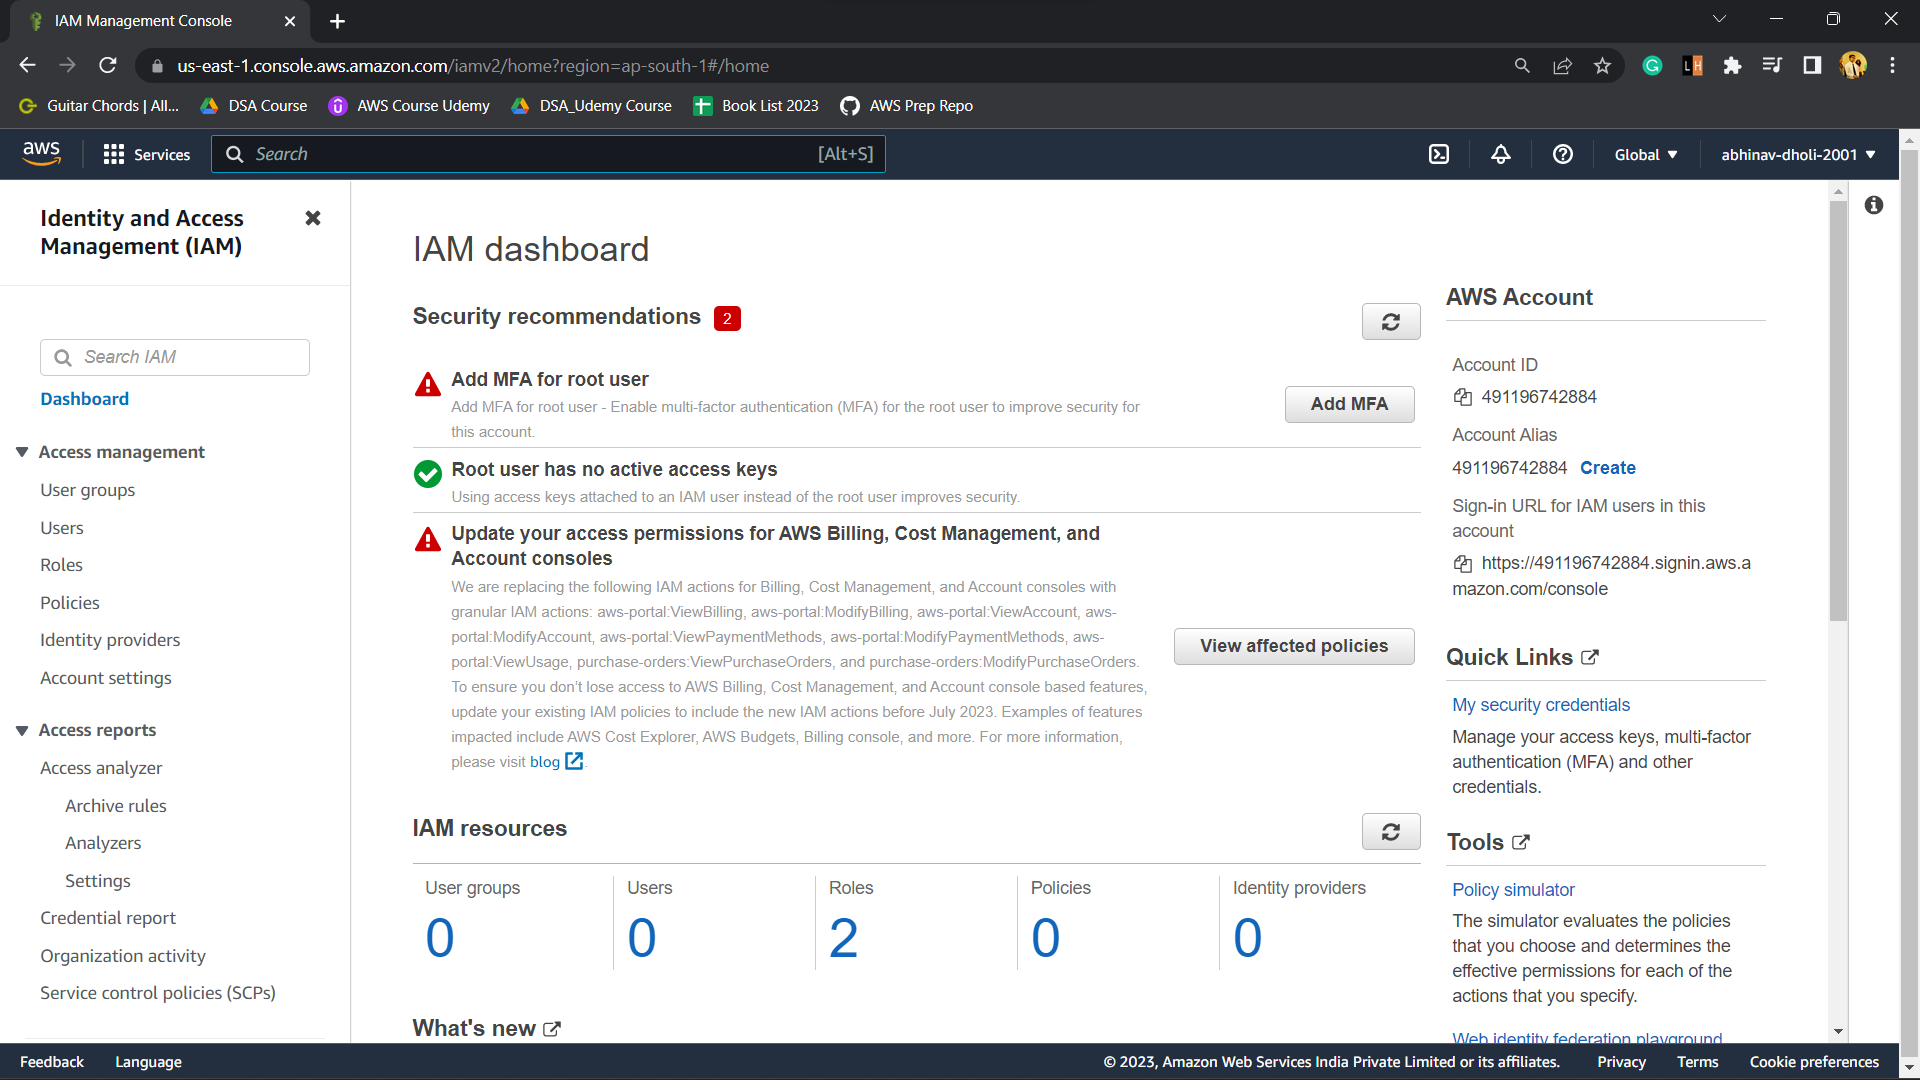 IAM Management Console
us-east-1.console.aws.amazon.com/iamv2/home?region=ap-south-1#/home
Guitar Chords | All...
DSA Course
AWS Course Udemy
DSA_Udemy Course
Book List 2023
AWS Prep Repo
aws
Services
Search
[Alt+S]
Global
abhinav-dholi-2001
Identity and Access
Management (IAM)
Search IAM
Dashboard
Access management
User groups
Users
Roles
Policies
Identity providers
Account settings
Access reports
Access analyzer
Archive rules
Analyzers
Settings
Credential report
Organization activity
Service control policies (SCPs)
IAM dashboard
Security recommendations 2
Add MFA for root user
Add MFA for root user - Enable multi-factor authentication (MFA) for the root user to improve security for
this account.
Add MFA
Root user has no active access keys
Using access keys attached to an IAM user instead of the root user improves security.
Update your access permissions for AWS Billing, Cost Management, and
Account consoles
We are replacing the following IAM actions for Billing, Cost Management, and Account consoles with
granular IAM actions: aws-portal:ViewBilling, aws-portal:ModifyBilling, aws-portal:ViewAccount, aws-
portal:ModifyAccount, aws-portal:ViewPaymentMethods, aws-portal:ModifyPaymentMethods, aws-
portal:ViewUsage, purchase-orders:ViewPurchaseOrders, and purchase-orders:ModifyPurchaseOrders.
To ensure you don't lose access to AWS Billing, Cost Management, and Account console based features,
update your existing IAM policies to include the new IAM actions before July 2023. Examples of features
impacted include AWS Cost Explorer, AWS Budgets, Billing console, and more. For more information,
please visit blog .
View affected policies
IAM resources
User groups
0
Users
0
Roles
2
Policies
0
Identity providers
0
What's new
AWS Account
Account ID
491196742884
Account Alias
491196742884 Create
Sign-in URL for IAM users in this
account
https://491196742884.signin.aws.a
mazon.com/console
Quick Links
My security credentials
Manage your access keys, multi-factor
authentication (MFA) and other
credentials.
Tools
Policy simulator
The simulator evaluates the policies
that you choose and determines the
effective permissions for each of the
actions that you specify.
Web identity federation playground
Feedback
Language
© 2023, Amazon Web Services India Private Limited or its affiliates.
Privacy
Terms
Cookie preferences